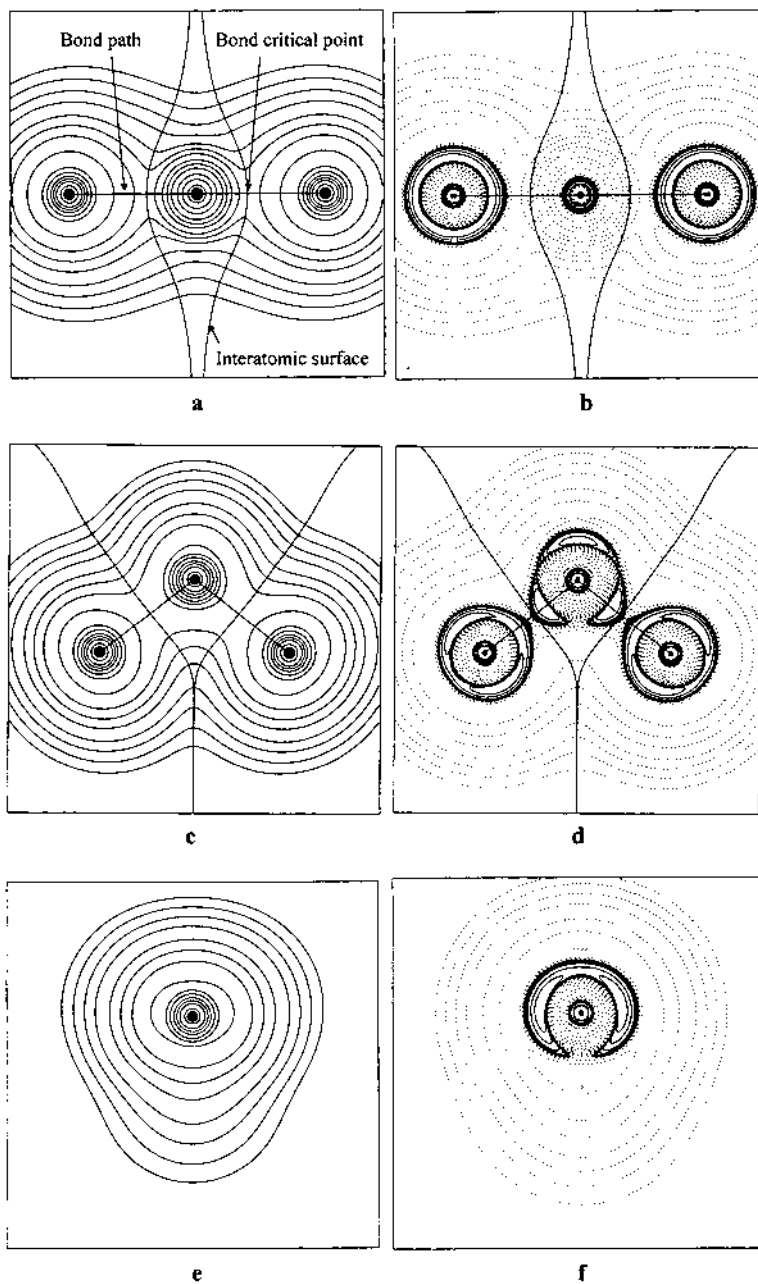 Bond path
Bond critical point
Interatomic surface
a
b
c
d
e
f